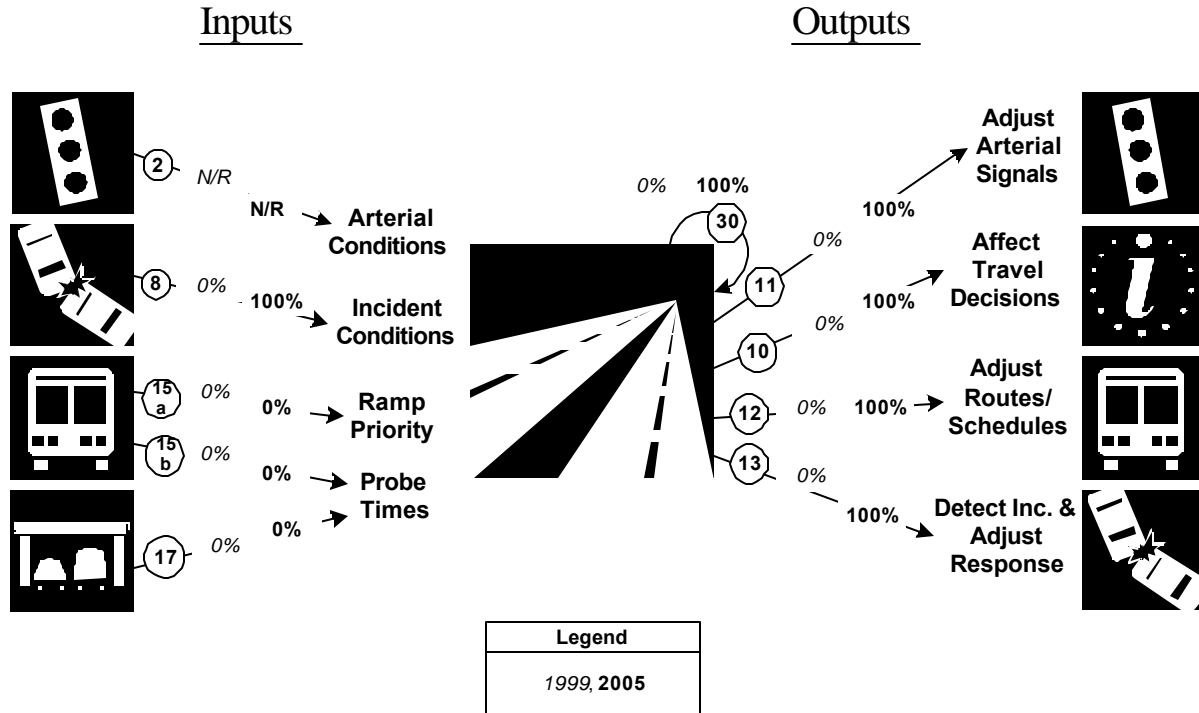 Inputs
Outputs
2
N/R
N/R
Arterial
Conditions
8
0%
100%
Incident
Conditions
15
a
0%
0%
Ramp
Priority
15
b
0%
0%
Probe
Times
17
0%
0%
0%
100%
30
11
0%
100%
Adjust
Arterial
Signals
10
0%
100%
Affect
Travel
Decisions
12
0%
100%
Adjust
Routes/
Schedules
13
0%
100%
Detect Inc. &
Adjust
Response
i
Legend
1999, 2005